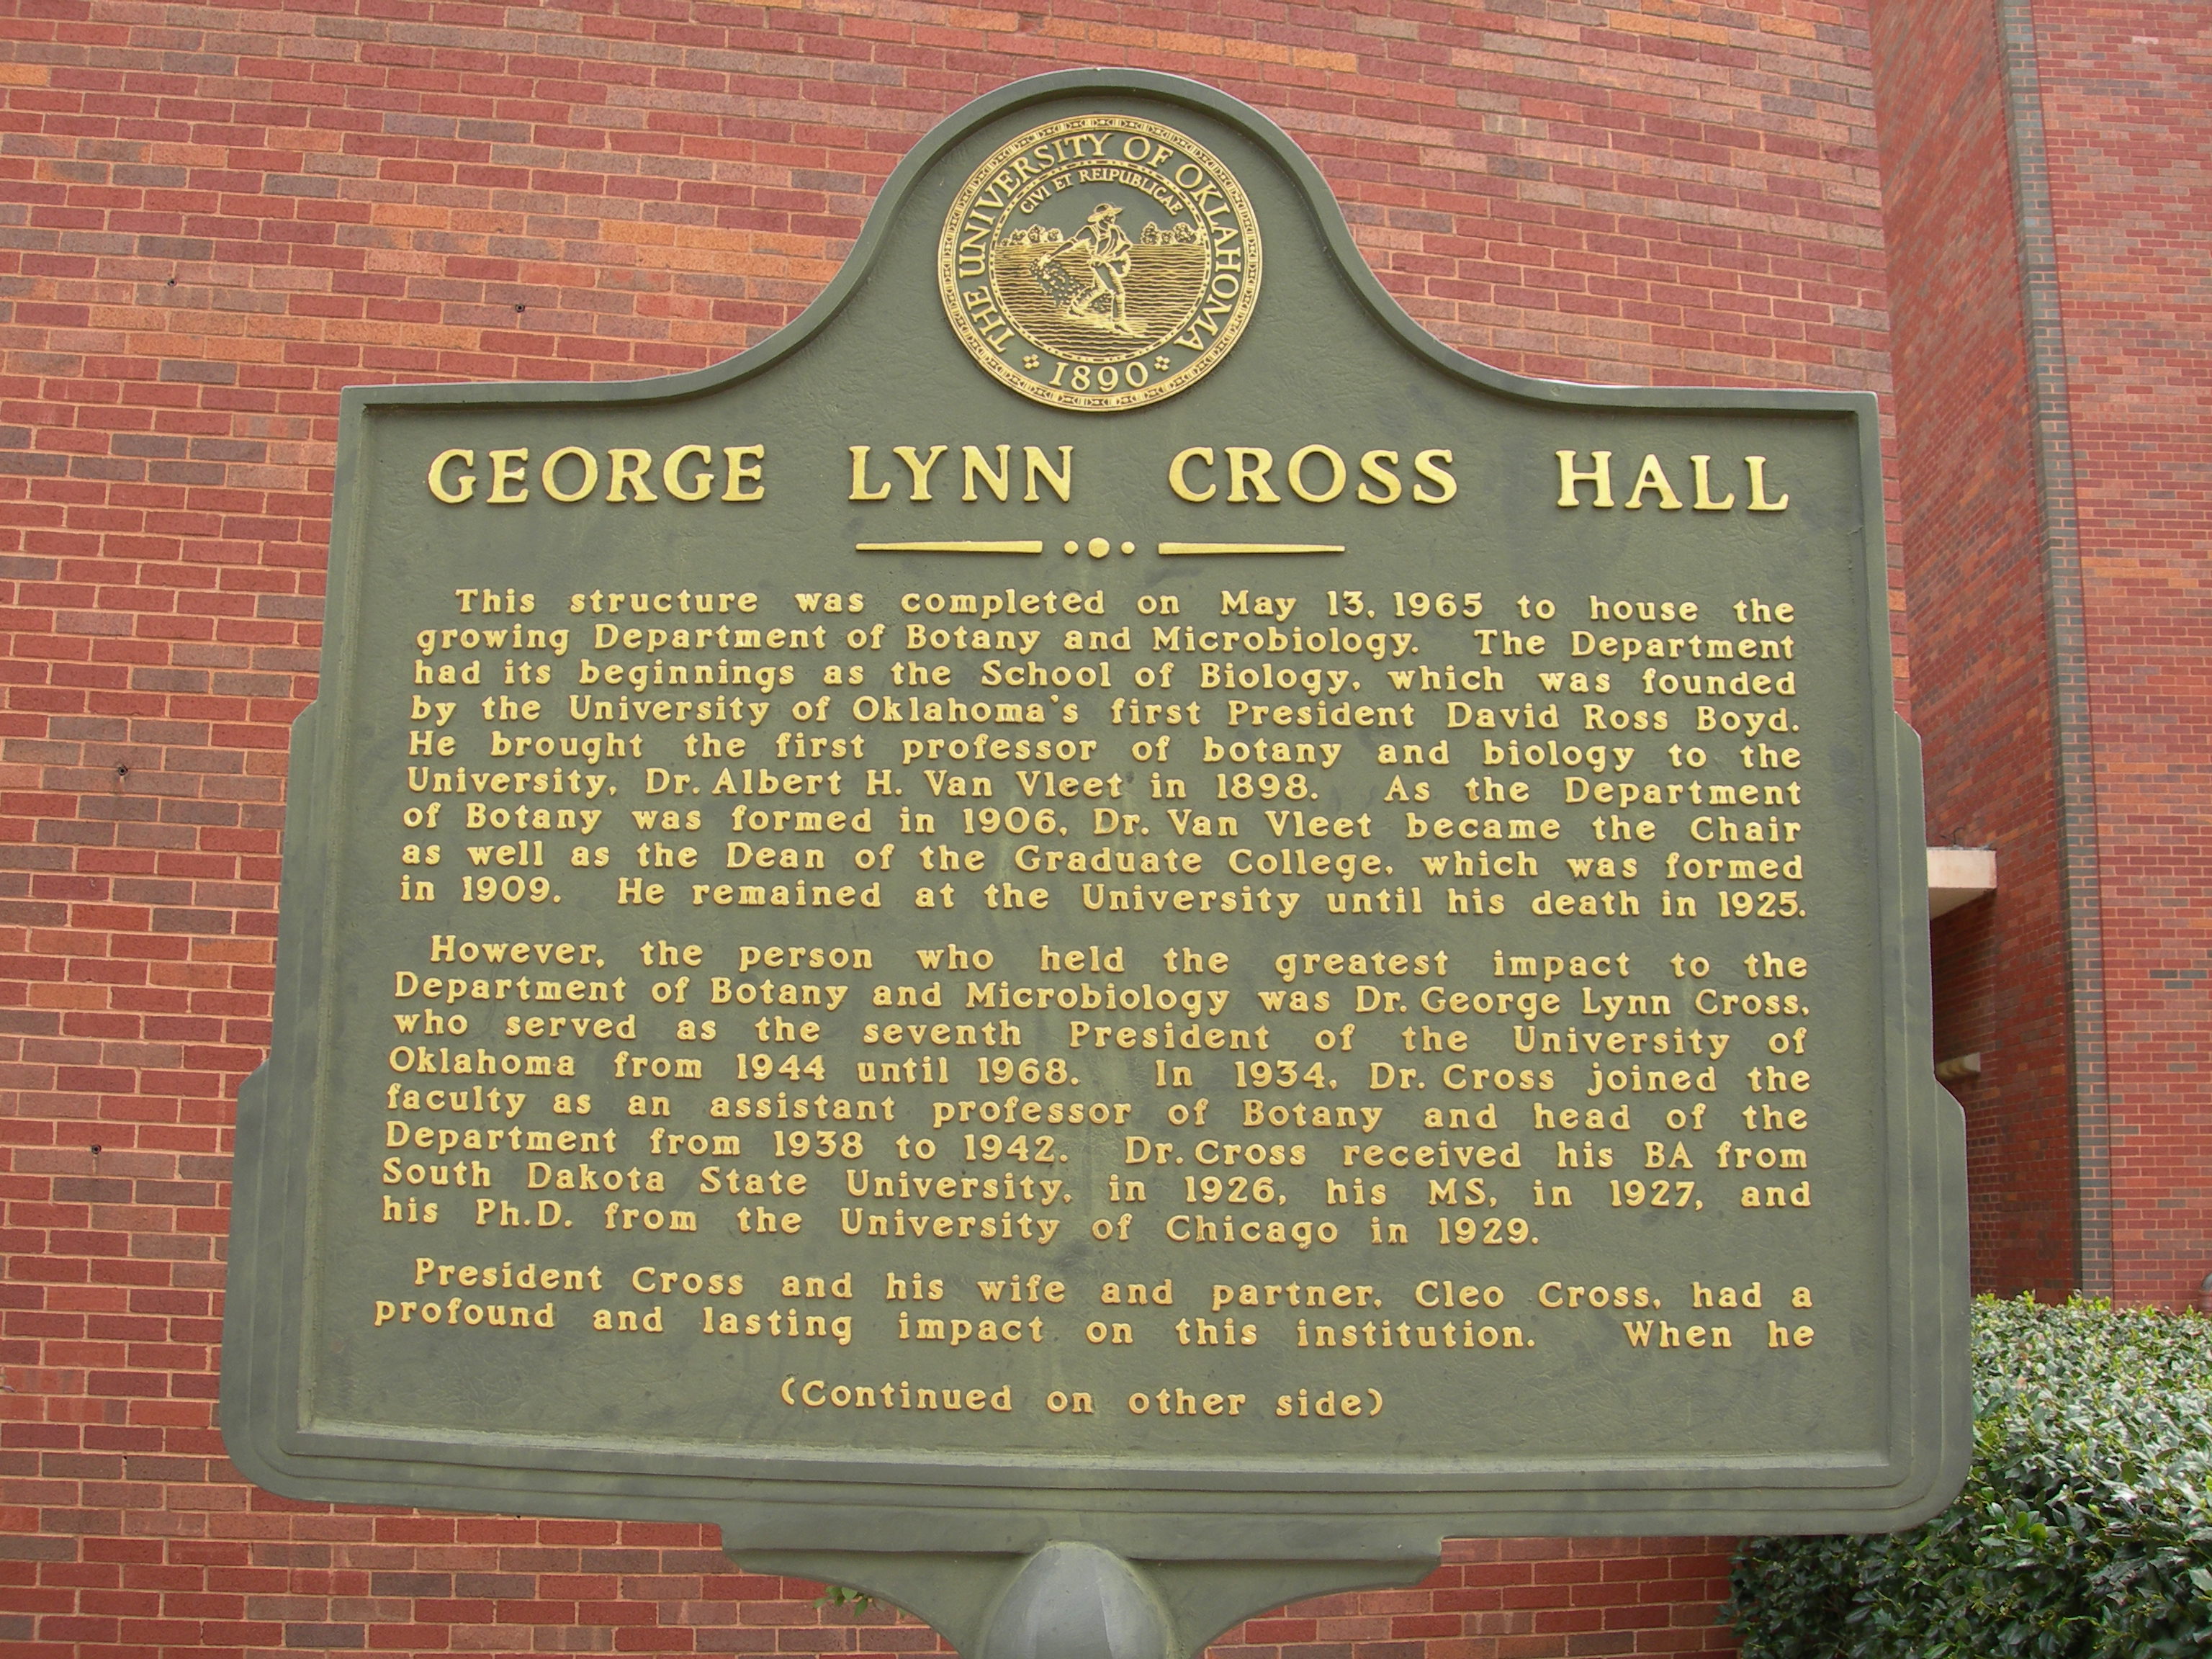 THE UNIVERSITY OF OKLAHOMA
CIVI ET REIPUBLICAE
1890
GEORGE LYNN CROSS HALL
This structure was completed on May 13, 1965 to house the
growing Department of Botany and Microbiology. The Department
had its beginnings as the School of Biology, which was founded
by the University of Oklahoma's first President David Ross Boyd.
He brought the first professor of botany and biology to the
University, Dr. Albert H. Van Vleet in 1898. As the Department
of Botany was formed in 1906, Dr. Van Vleet became the Chair
as well as the Dean of the Graduate College, which was formed
in 1909. He remained at the University until his death in 1925.
However, the person who held the greatest impact to the
Department of Botany and Microbiology was Dr. George Lynn Cross,
who served as the seventh President of the University of
Oklahoma from 1944 until 1968. In 1934, Dr. Cross joined the
faculty as an assistant professor of Botany and head of the
Department from 1938 to 1942. Dr. Cross received his BA from
South Dakota State University, in 1926, his MS, in 1927, and
his Ph.D. from the University of Chicago in 1929.
President Cross and his wife and partner, Cleo Cross, had a
profound and lasting impact on this institution. When he
(Continued on other side)